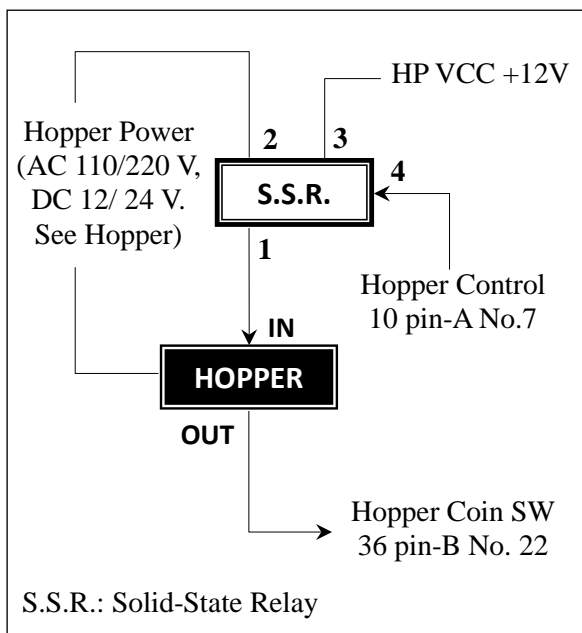 HP VCC +12V
Hopper Power
(AC 110/220 V,
DC 12/ 24 V.
See Hopper)
2
3
S.S.R.
4
1
Hopper Control
10 pin-A No.7
IN
HOPPER
OUT
Hopper Coin SW
36 pin-B No. 22
S.S.R.: Solid-State Relay